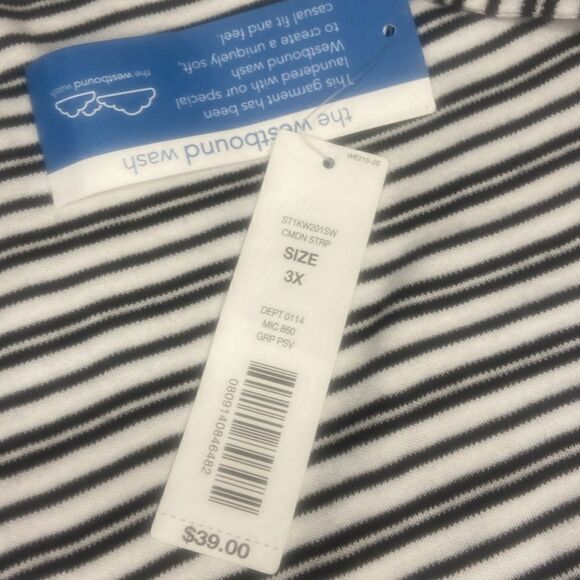 the westbound wash
This garment has been
laundered with our special
Westbound wash
to create a uniquely soft,
casual fit and feel.
the westbound wash
WE215-20
ST1KW201SW
CMDN STRP
SIZE
3X
DEPT 0114
MIC 860
GRP PSV
0809140846482
$39.00